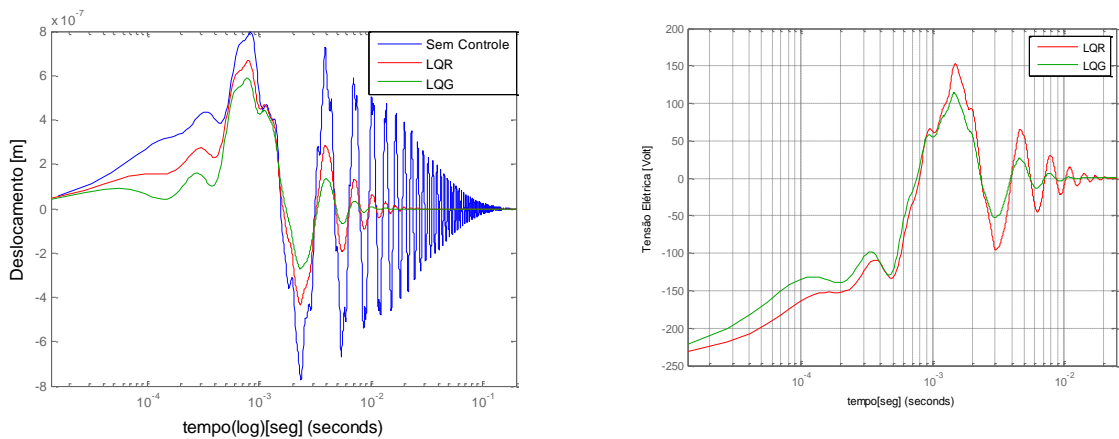 x 10-7
8
6
4
2
0
-2
-4
-6
-8
Deslocamento [m]
10-4
10-3
10-2
10-1
tempo(log)[seg] (seconds)
Sem Controle
LQR
LQG
200
150
100
50
0
-50
-100
-150
-200
-250
Tensão Elétrica [Volt]
10-4
10-3
10-2
tempo[seg] (seconds)
LQR
LQG